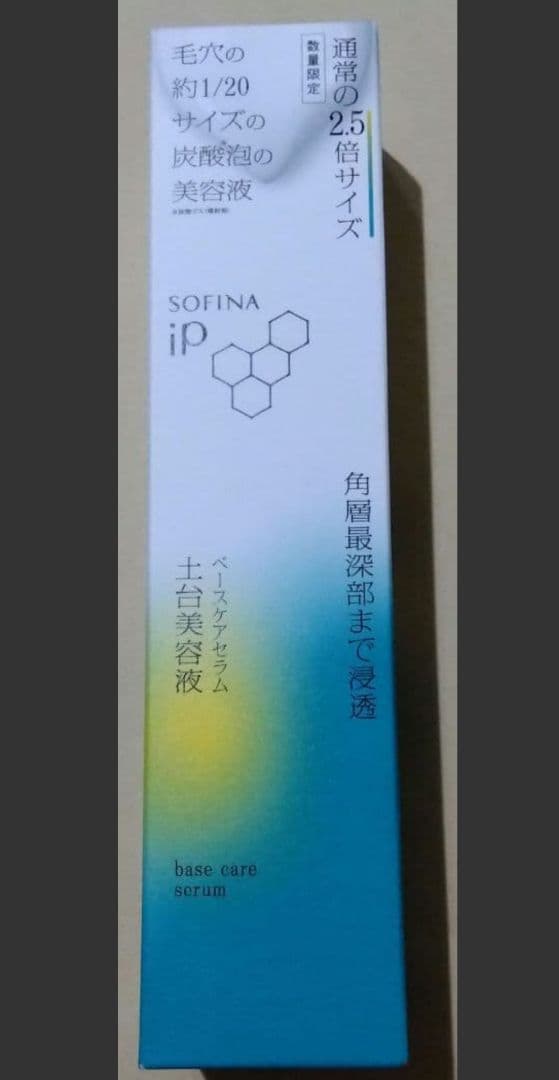 通常の2.5倍サイズ
数量限定
毛穴の
約1/20
サイズの
炭酸泡の
美容液
SOFINA
iP
角層最深部まで浸透
ベースケアセラム
土台美容液
base care
serum